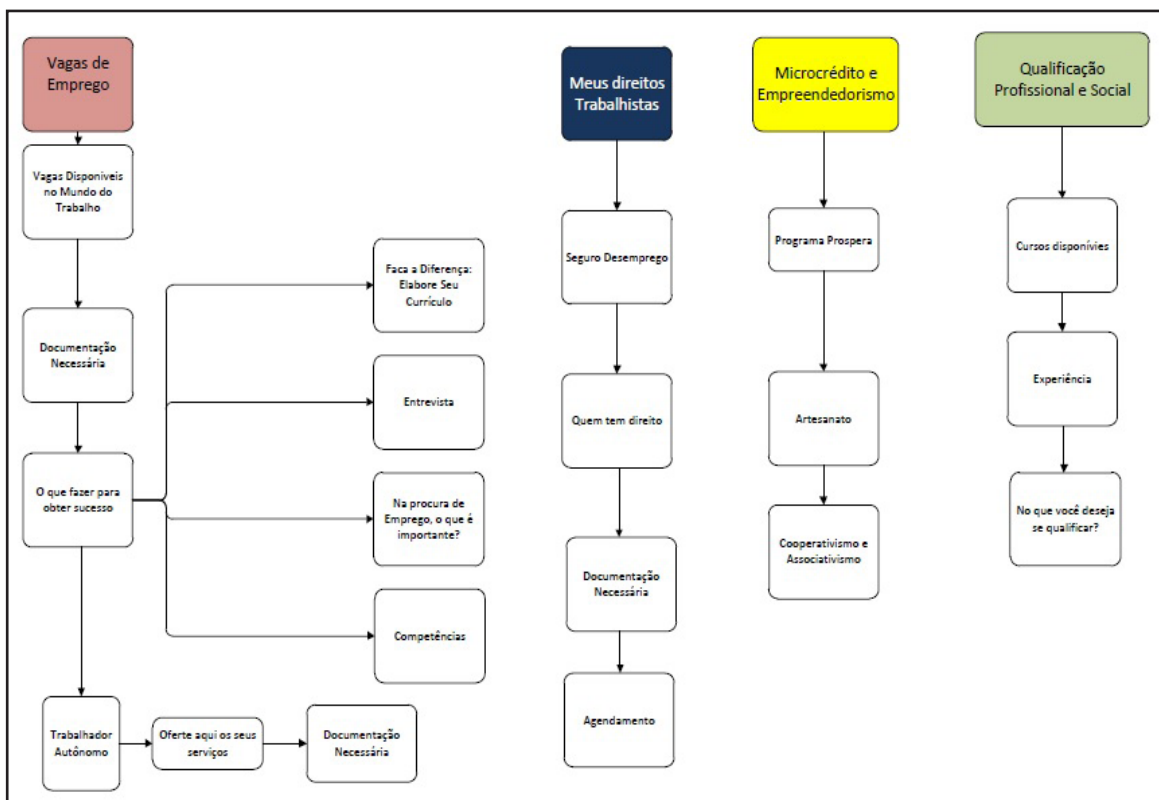 Vagas de
Emprego
Vagas Disponiveis
no Mundo do
Trabalho
Documentação
Necessária
O que fazer para
obter sucesso
Faca a Diferença:
Elabore Seu
Currículo
Entrevista
Na procura de
Emprego, o que é
importante?
Competências
Trabalhador
Autônomo
Oferte aqui os seus
serviços
Documentação
Necessária
Meus direitos
Trabalhistas
Seguro Desemprego
Quem tem direito
Documentação
Necessária
Agendamento
Microcrédito e
Empreendedorismo
Programa Prospera
Artesanato
Cooperativismo e
Associativismo
Qualificação
Profissional e Social
Cursos disponívies
Experiência
No que você deseja
se qualificar?